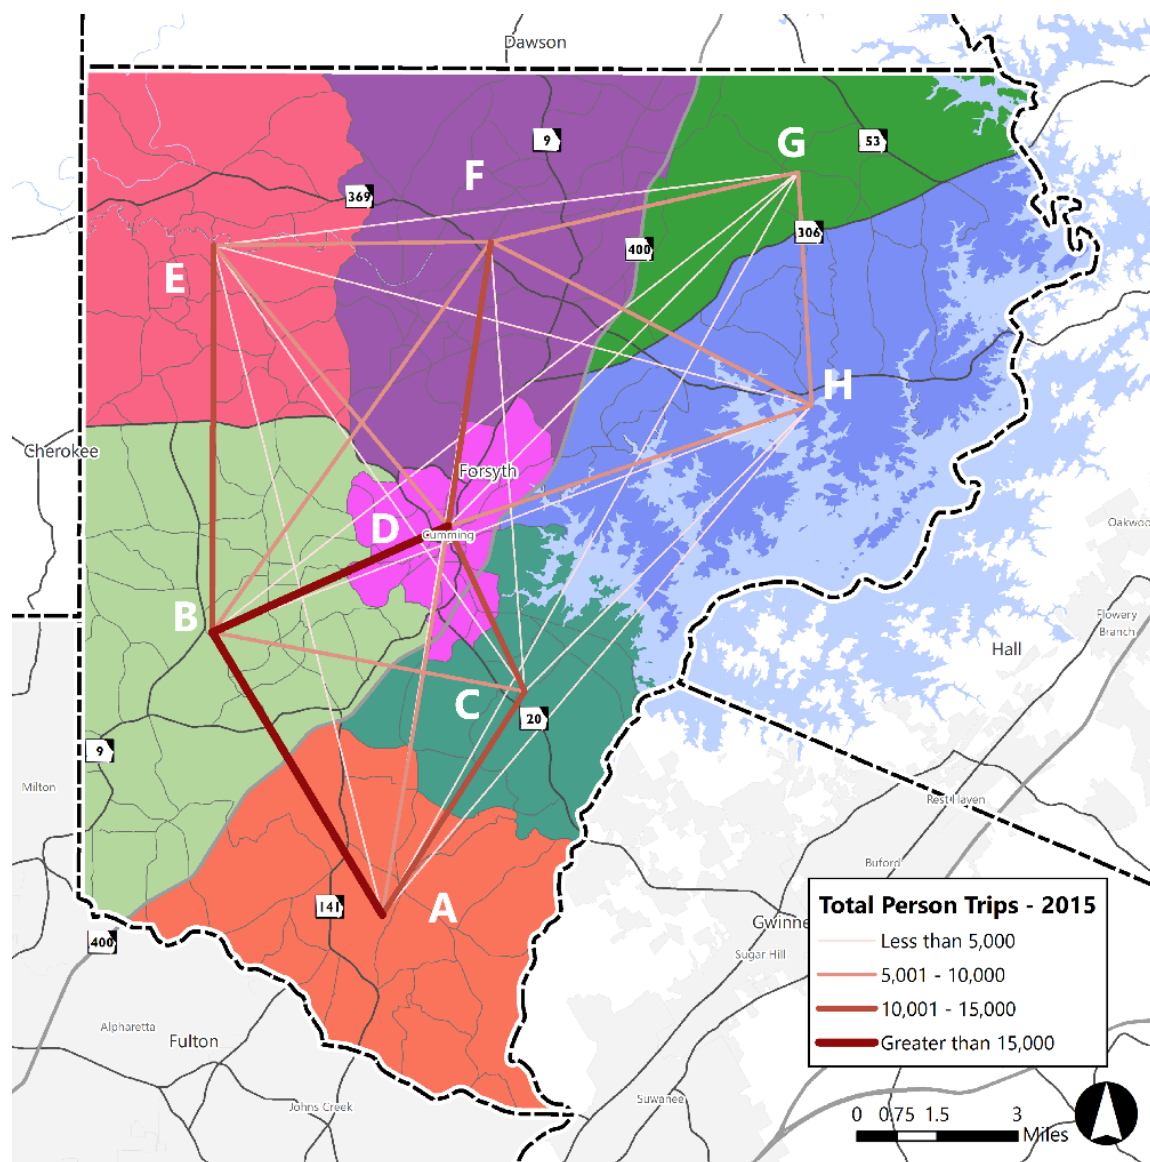 Dawson
9
53
G
F
369
306
400
E
H
Cherokee
Forsyth
D
Cumming
Oakwoo
B
Flowery
Branch
Hall
C
20
9
Milton
Rest Haven
Buford
A
141
Gwinne
400
Sugar Hill
Alpharetta
Fulton
Johns Creek
Suwanee
Total Person Trips - 2015
Less than 5,000
5,001 - 10,000
10,001 - 15,000
Greater than 15,000
0 0.75 1.5 3
Miles